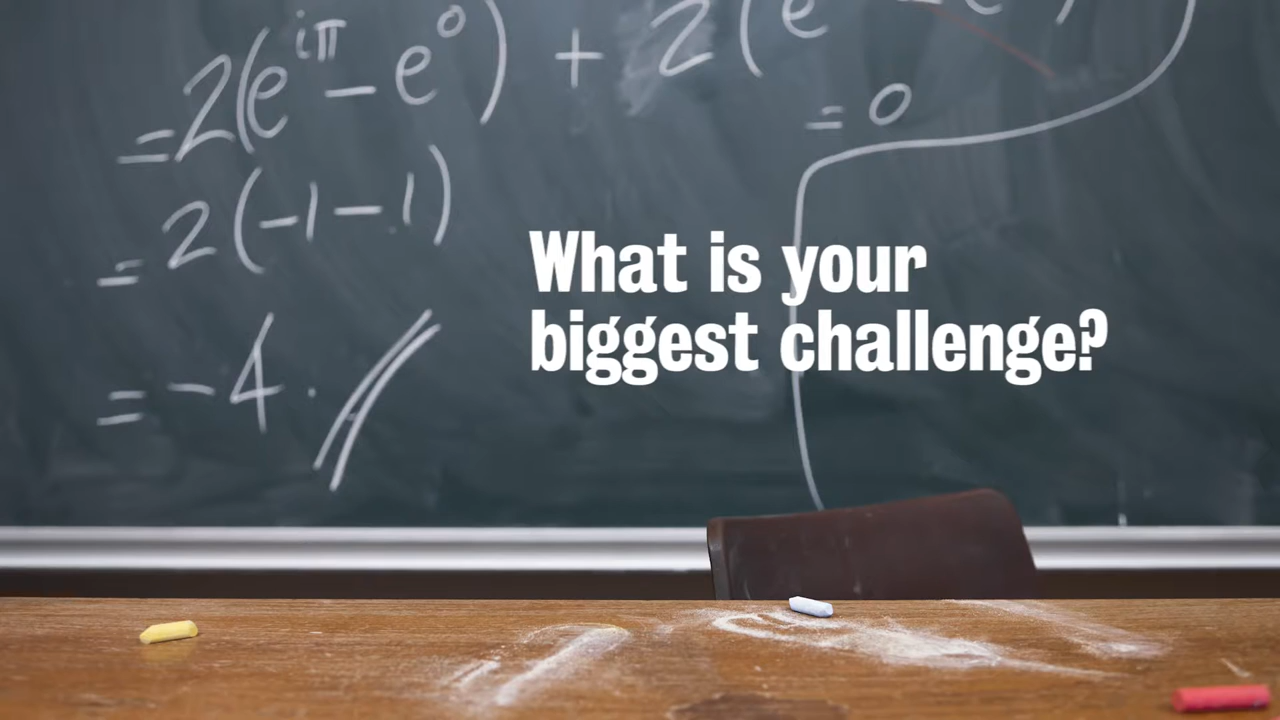 =2(e^{iπ} - e^0) + 2(e
= 0
= 2(-1-1)
= -4.
What is your
biggest challenge?